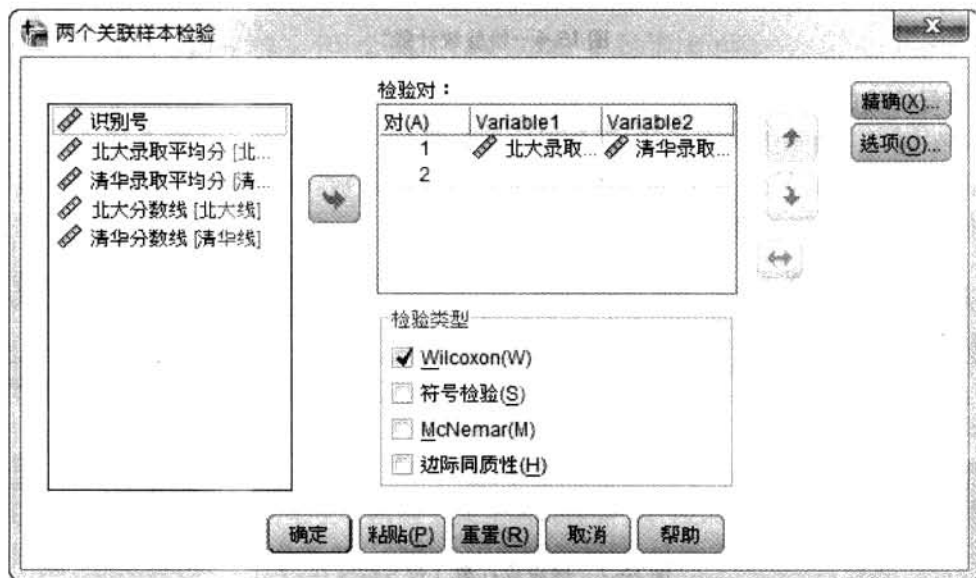 两个关联样本检验
识别号
北大录取平均分 [北...
清华录取平均分 [清...
北大分数线 [北大线]
清华分数线 [清华线]
检验对：
对(A) Variable1 Variable2
1 北大录取... 清华录取...
2
检验类型
Wilcoxon(W)
符号检验(S)
McNemar(M)
边际同质性(H)
精确(X)...
选项(O)...
确定 粘贴(P) 重置(R) 取消 帮助